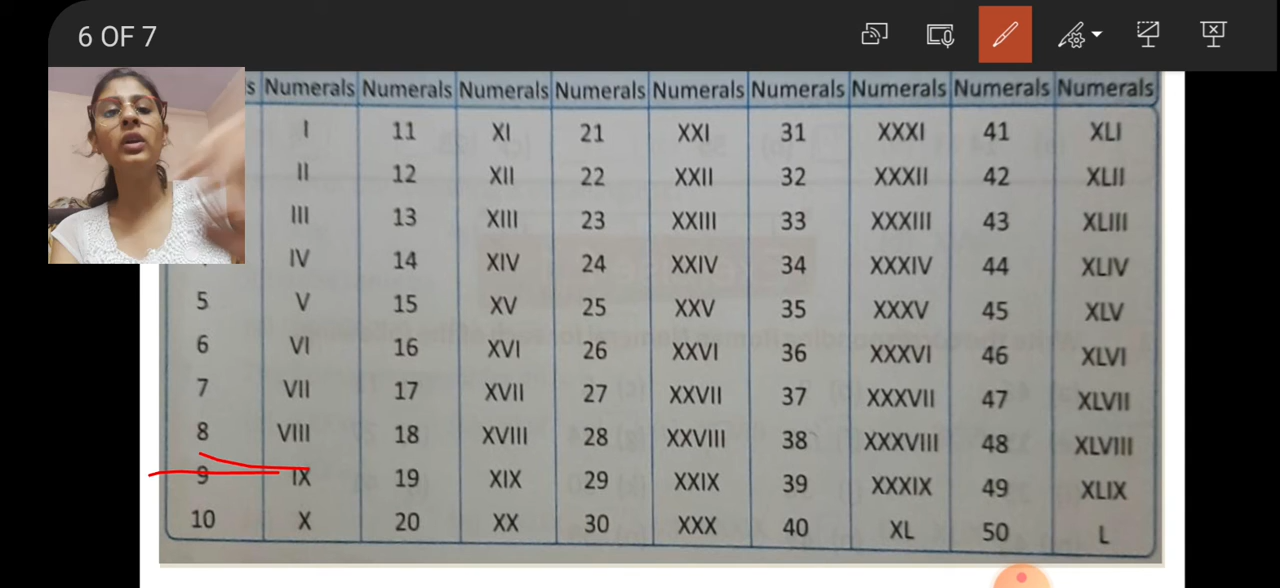 6 OF 7
s Numerals Numerals Numerals Numerals Numerals Numerals Numerals Numerals Numerals
I 11 XI 21 XXI 31 XXXI 41 XLI
II 12 XII 22 XXII 32 XXXII 42 XLII
III 13 XIII 23 XXIII 33 XXXIII 43 XLIII
IV 14 XIV 24 XXIV 34 XXXIV 44 XLIV
5 V 15 XV 25 XXV 35 XXXV 45 XLV
6 VI 16 XVI 26 XXVI 36 XXXVI 46 XLVI
7 VII 17 XVII 27 XXVII 37 XXXVII 47 XLVII
8 VIII 18 XVIII 28 XXVIII 38 XXXVIII 48 XLVIII
9 IX 19 XIX 29 XXIX 39 XXXIX 49 XLIX
10 X 20 XX 30 XXX 40 XL 50 L